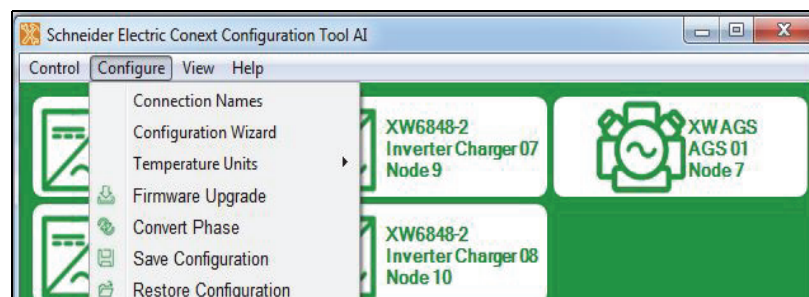 Schneider Electric Conext Configuration Tool AI
Control Configure View Help
Connection Names
Configuration Wizard
Temperature Units
Firmware Upgrade
Convert Phase
Save Configuration
Restore Configuration
XW6848-2
Inverter Charger 07
Node 9
XWAGS
AGS 01
Node 7
XW6848-2
Inverter Charger 08
Node 10